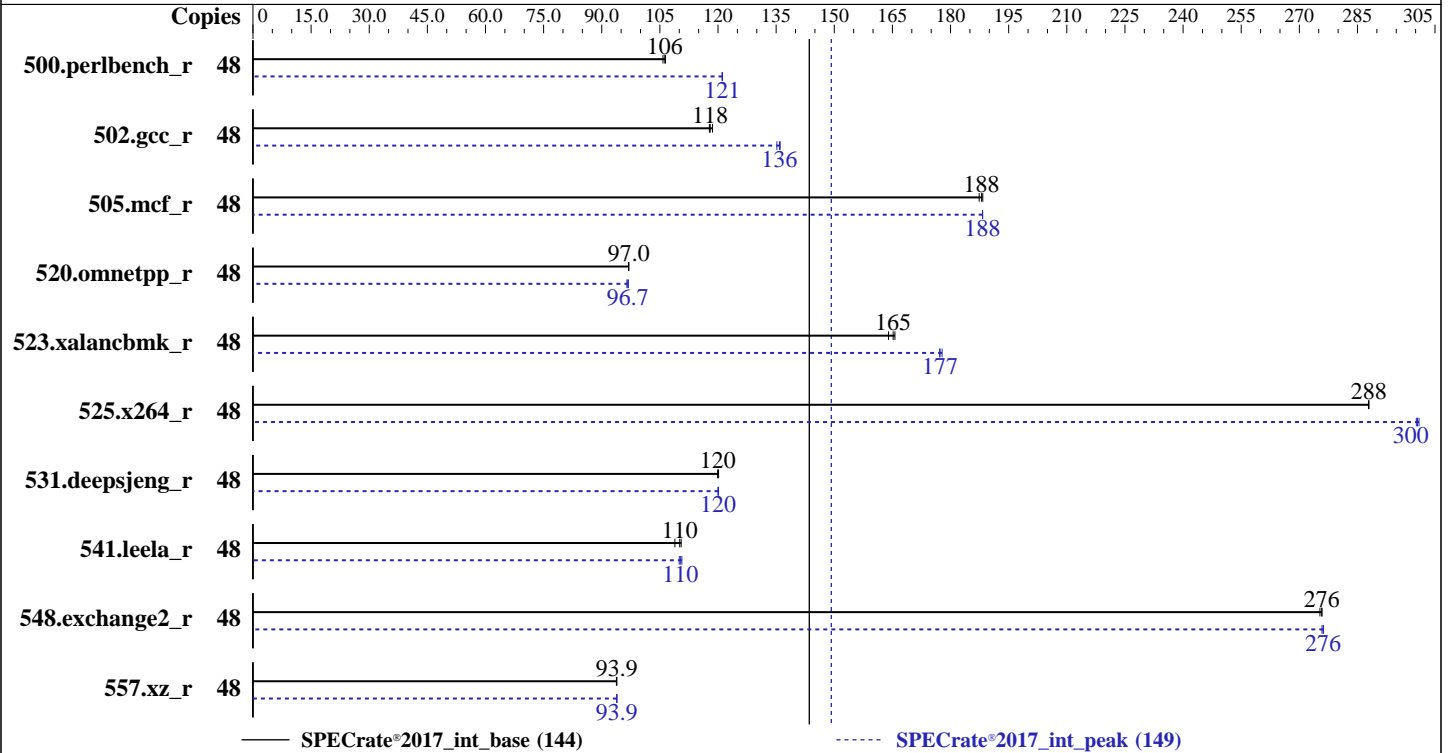 Copies 0 15.0 30.0 45.0 60.0 75.0 90.0 105 120 135 150 165 180 195 210 225 240 255 270 285 305
106
500.perlbench_r 48
121
118
502.gcc_r 48
136
188
505.mcf_r 48
188
97.0
520.omnetpp_r 48
96.7
165
523.xalancbmk_r 48
177
288
525.x264_r 48
300
120
531.deepsjeng_r 48
120
110
541.leela_r 48
110
276
548.exchange2_r 48
276
93.9
557.xz_r 48
93.9
SPECrate®2017_int_base (144) SPECrate®2017_int_peak (149)